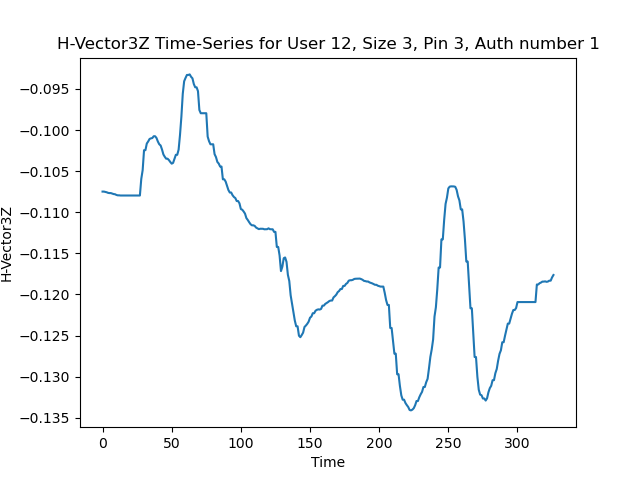 H-Vector3Z Time-Series for User 12, Size 3, Pin 3, Auth number 1
H-Vector3Z
−0.095
−0.100
−0.105
−0.110
−0.115
−0.120
−0.125
−0.130
−0.135
0 50 100 150 200 250 300
Time